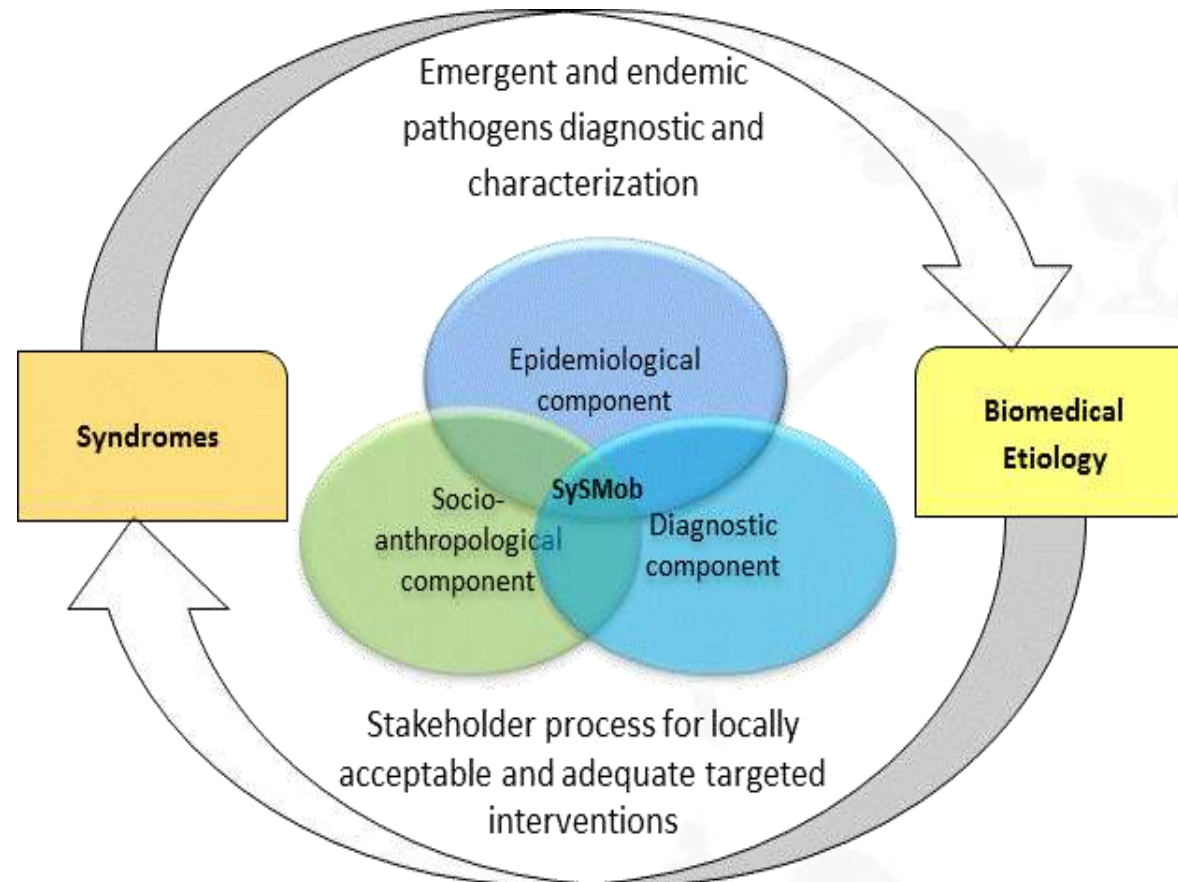 Emergent and endemic
pathogens diagnostic and
characterization
Epidemiological
component
Syndromes
Biomedical
Etiology
SySMob
Socio-
anthropological
component
Diagnostic
component
Stakeholder process for locally
acceptable and adequate targeted
interventions